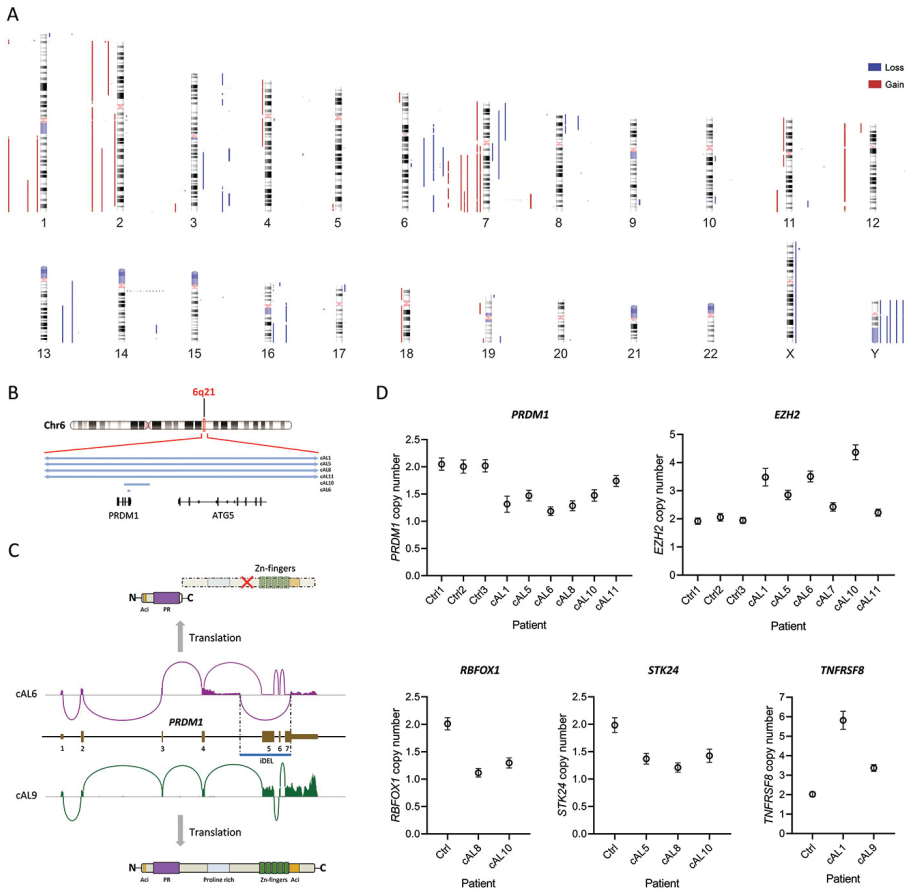 A
Loss
Gain
1 2 3 4 5 6 7 8 9 10 11 12
13 14 15 16 17 18 19 20 21 22 X Y
B
6q21
Chr6
cAL1
cAL5
cAL8
cAL11
cAL10
cAL6
PRDM1 ATG5
C
Zn-fingers
N C
Aci PR
Translation
cAL6
PRDM1
1 2 3 4 5 6 7
iDEL
cAL9
Translation
N C
Aci PR Proline rich Zn-fingers Aci
D
PRDM1
PRDM1 copy number
2.5
2.0
1.5
1.0
0.5
0.0
Ctrl1 Ctrl2 Ctrl3 cAL1 cAL5 cAL6 cAL8 cAL10 cAL11
Patient
EZH2
EZH2 copy number
5
4
3
2
1
0
Ctrl1 Ctrl2 Ctrl3 cAL1 cAL5 cAL6 cAL7 cAL10 cAL11
Patient
RBFOX1
RBFOX1 copy number
2.5
2.0
1.5
1.0
0.5
0.0
Ctrl cAL8 cAL10
Patient
STK24
STK24 copy number
2.5
2.0
1.5
1.0
0.5
0.0
Ctrl cAL5 cAL8 cAL10
Patient
TNFRSF8
TNFRSF8 copy number
7
6
5
4
3
2
1
0
Ctrl cAL1 cAL9
Patient